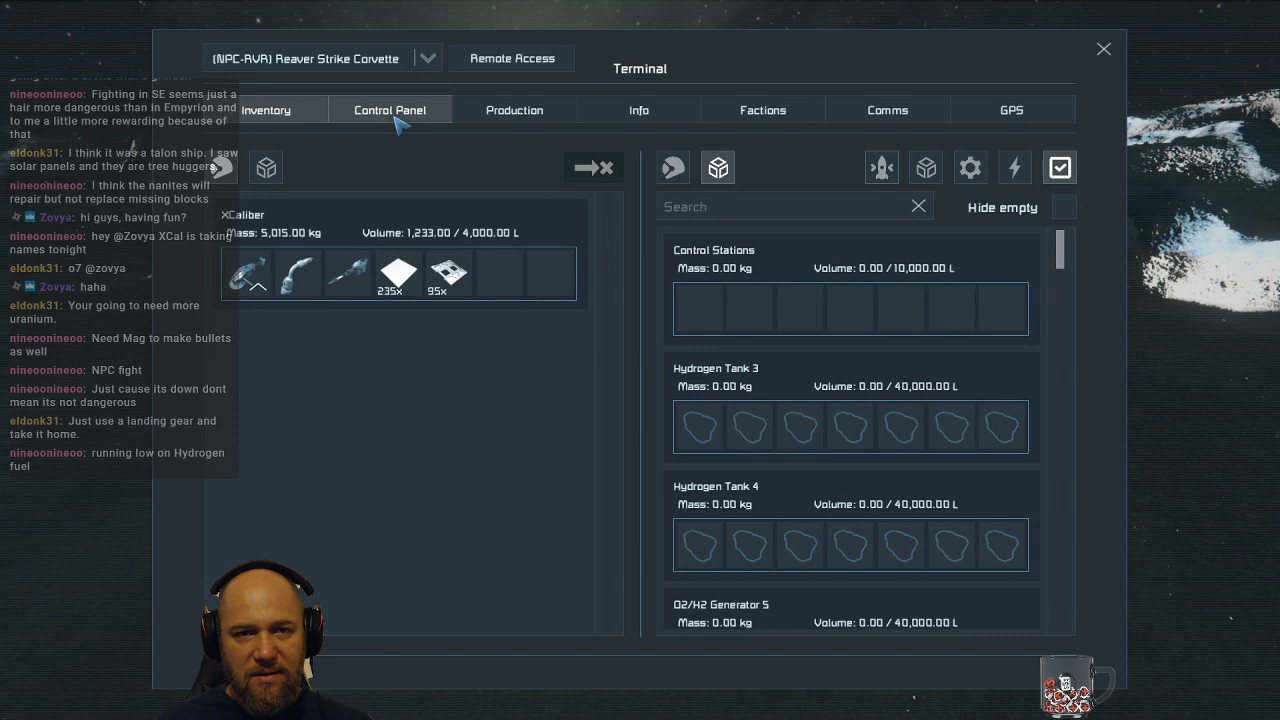 (NPC-RVR) Reaver Strike Corvette
Remote Access
Terminal
Inventory
Control Panel
Production
Info
Factions
Comms
GPS
nineoonineoo: Fighting in SE seems just a
hair more dangerous than in Empyrion and
to me a little more rewarding because of
that
eldonk31: I think it was a talon ship. I saw
solar panels and they are tree huggers.
nineoonineoo: I think the nanites will
repair but not replace missing blocks
Zovya: hi guys, having fun?
nineoonineoo: hey @Zovya XCal is taking
names tonight
eldonk31: o7 @zovya
Zovya: haha
eldonk31: Your going to need more
uranium.
nineoonineoo: Need Mag to make bullets
as well
nineoonineoo: NPC fight
nineoonineoo: Just cause its down dont
mean its not dangerous
eldonk31: Just use a landing gear and
take it home.
nineoonineoo: running low on Hydrogen
fuel
XCaliber
Mass: 5,015.00 kg Volume: 1,233.00 / 4,000.00 L
235x 95x
Search
Hide empty
Control Stations
Mass: 0.00 kg Volume: 0.00 / 10,000.00 L
Hydrogen Tank 3
Mass: 0.00 kg Volume: 0.00 / 40,000.00 L
Hydrogen Tank 4
Mass: 0.00 kg Volume: 0.00 / 40,000.00 L
O2/H2 Generator 5
Mass: 0.00 kg Volume: 0.00 / 40,000.00 L